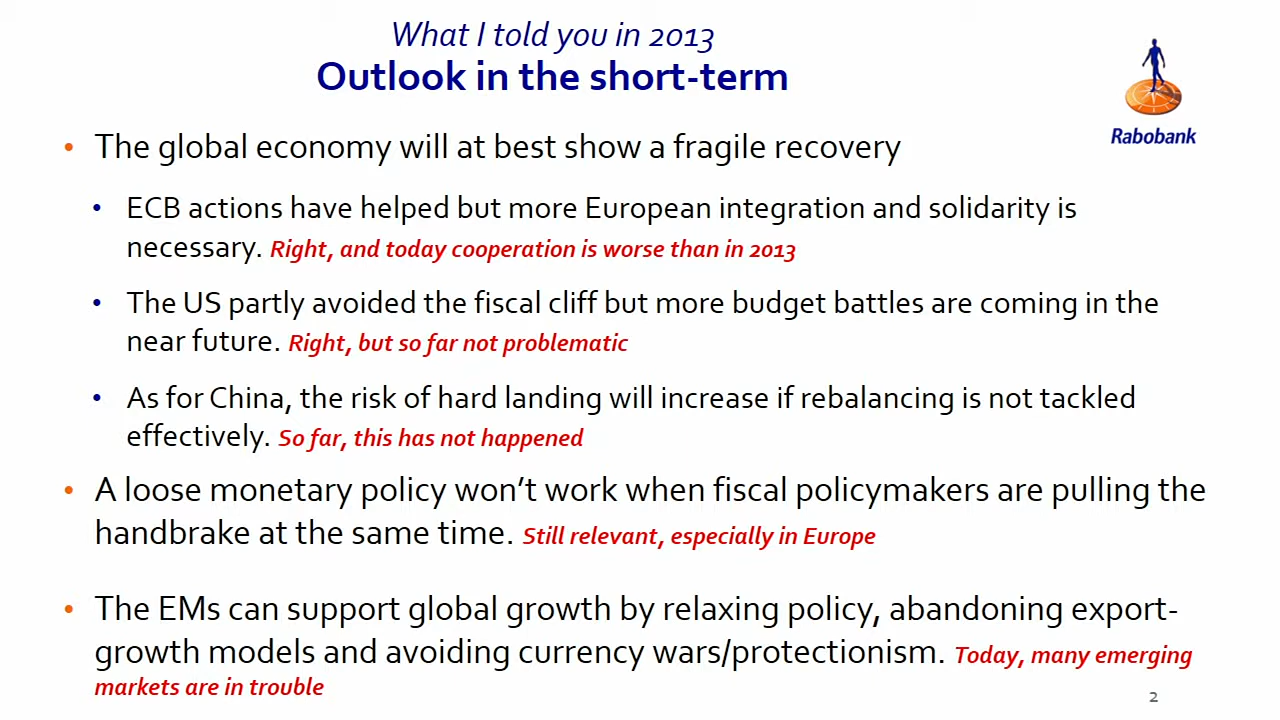 What I told you in 2013
Outlook in the short-term
Rabobank
• The global economy will at best show a fragile recovery
• ECB actions have helped but more European integration and solidarity is
necessary. Right, and today cooperation is worse than in 2013
• The US partly avoided the fiscal cliff but more budget battles are coming in the
near future. Right, but so far not problematic
• As for China, the risk of hard landing will increase if rebalancing is not tackled
effectively. So far, this has not happened
• A loose monetary policy won’t work when fiscal policymakers are pulling the
handbrake at the same time. Still relevant, especially in Europe
• The EMs can support global growth by relaxing policy, abandoning export-
growth models and avoiding currency wars/protectionism. Today, many emerging
markets are in trouble
2